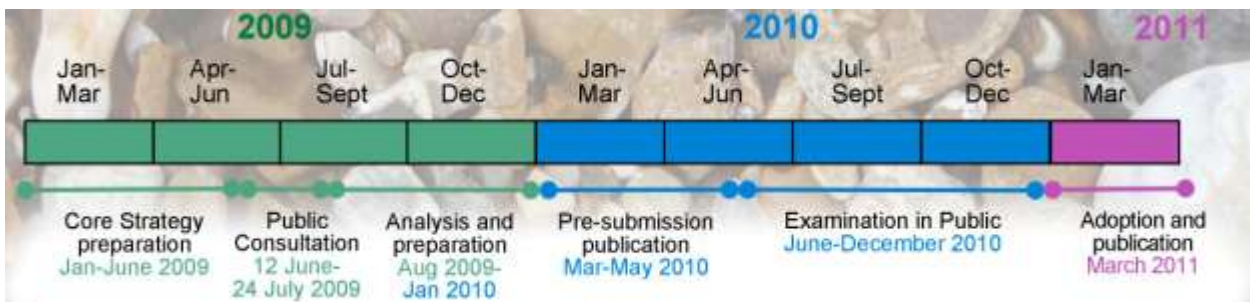 2009
2010
2011
Jan-
Mar
Apr-
Jun
Jul-
Sept
Oct-
Dec
Jan-
Mar
Apr-
Jun
Jul-
Sept
Oct-
Dec
Jan-
Mar
Core Strategy
preparation
Jan-June 2009
Public
Consultation
12 June-
24 July 2009
Analysis and
preparation
Aug 2009-
Jan 2010
Pre-submission
publication
Mar-May 2010
Examination in Public
June-December 2010
Adoption and
publication
March 2011